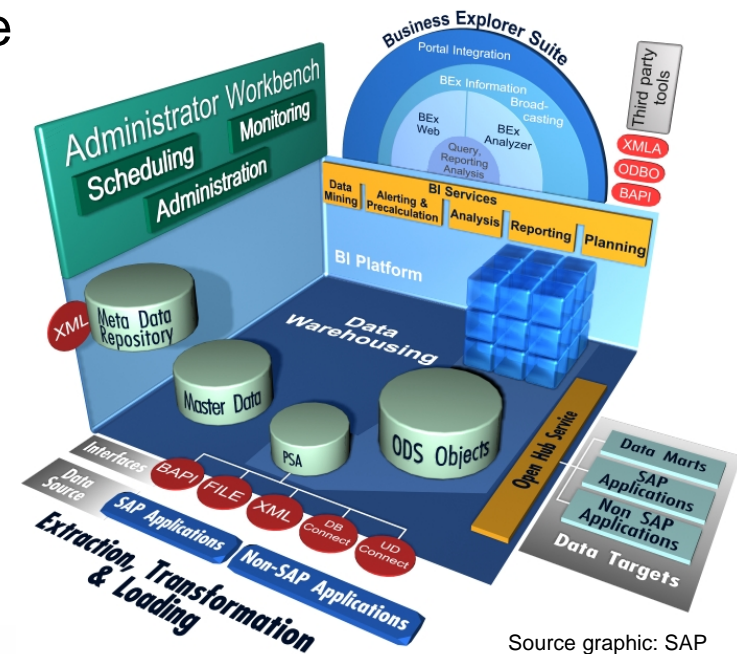 e
Business Explorer Suite
Portal Integration
BEx Information
Broad-
casting
BEx
Web
BEx
Analyzer
Query,
Reporting
Analysis
Third party
tools
XMLA
ODBO
BAPI
Administrator Workbench
Scheduling
Monitoring
Administration
BI Services
Data
Mining
Alerting &
Precalculation
Analysis
Reporting
Planning
BI Platform
Data
Warehousing
XML
Meta Data
Repository
Master Data
PSA
ODS Objects
Open Hub Service
Data Marts
SAP
Applications
Non SAP
Applications
Data Targets
Interfaces
BAPI
FILE
XML
DB
Connect
UD
Connect
Data
Source
SAP Applications
Non-SAP Applications
Extraction, Transformation
& Loading
Source graphic: SAP